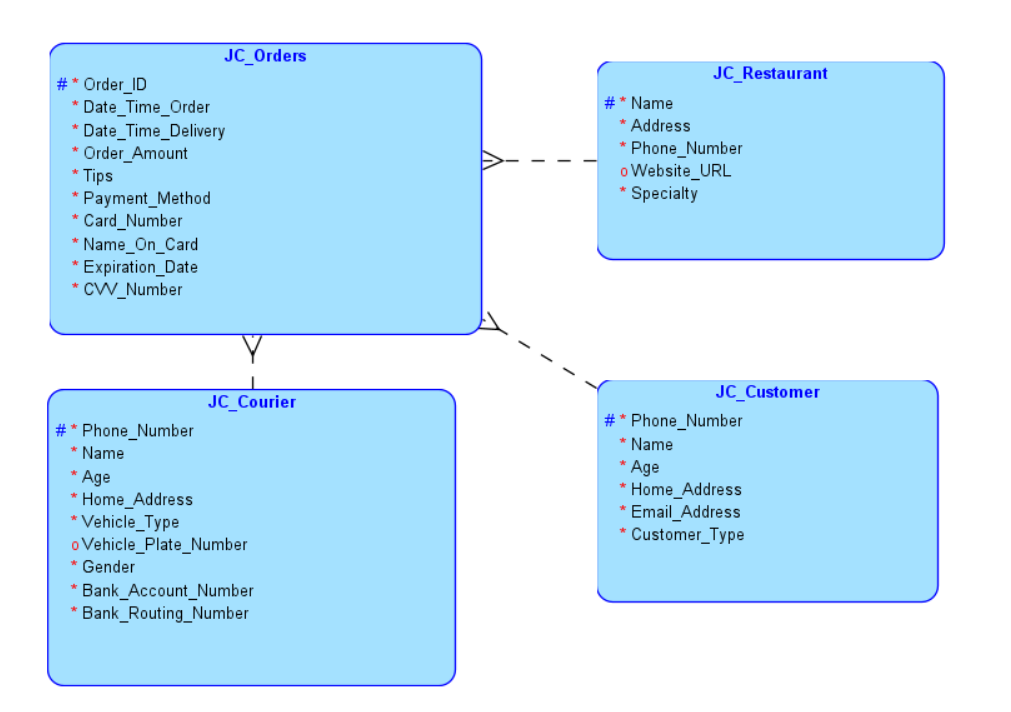 JC_Orders
# * Order_ID
* Date_Time_Order
* Date_Time_Delivery
* Order_Amount
* Tips
* Payment_Method
* Card_Number
* Name_On_Card
* Expiration_Date
* CVV_Number
JC_Restaurant
# * Name
* Address
* Phone_Number
o Website_URL
* Specialty
JC_Courier
# * Phone_Number
* Name
* Age
* Home_Address
* Vehicle_Type
o Vehicle_Plate_Number
* Gender
* Bank_Account_Number
* Bank_Routing_Number
JC_Customer
# * Phone_Number
* Name
* Age
* Home_Address
* Email_Address
* Customer_Type